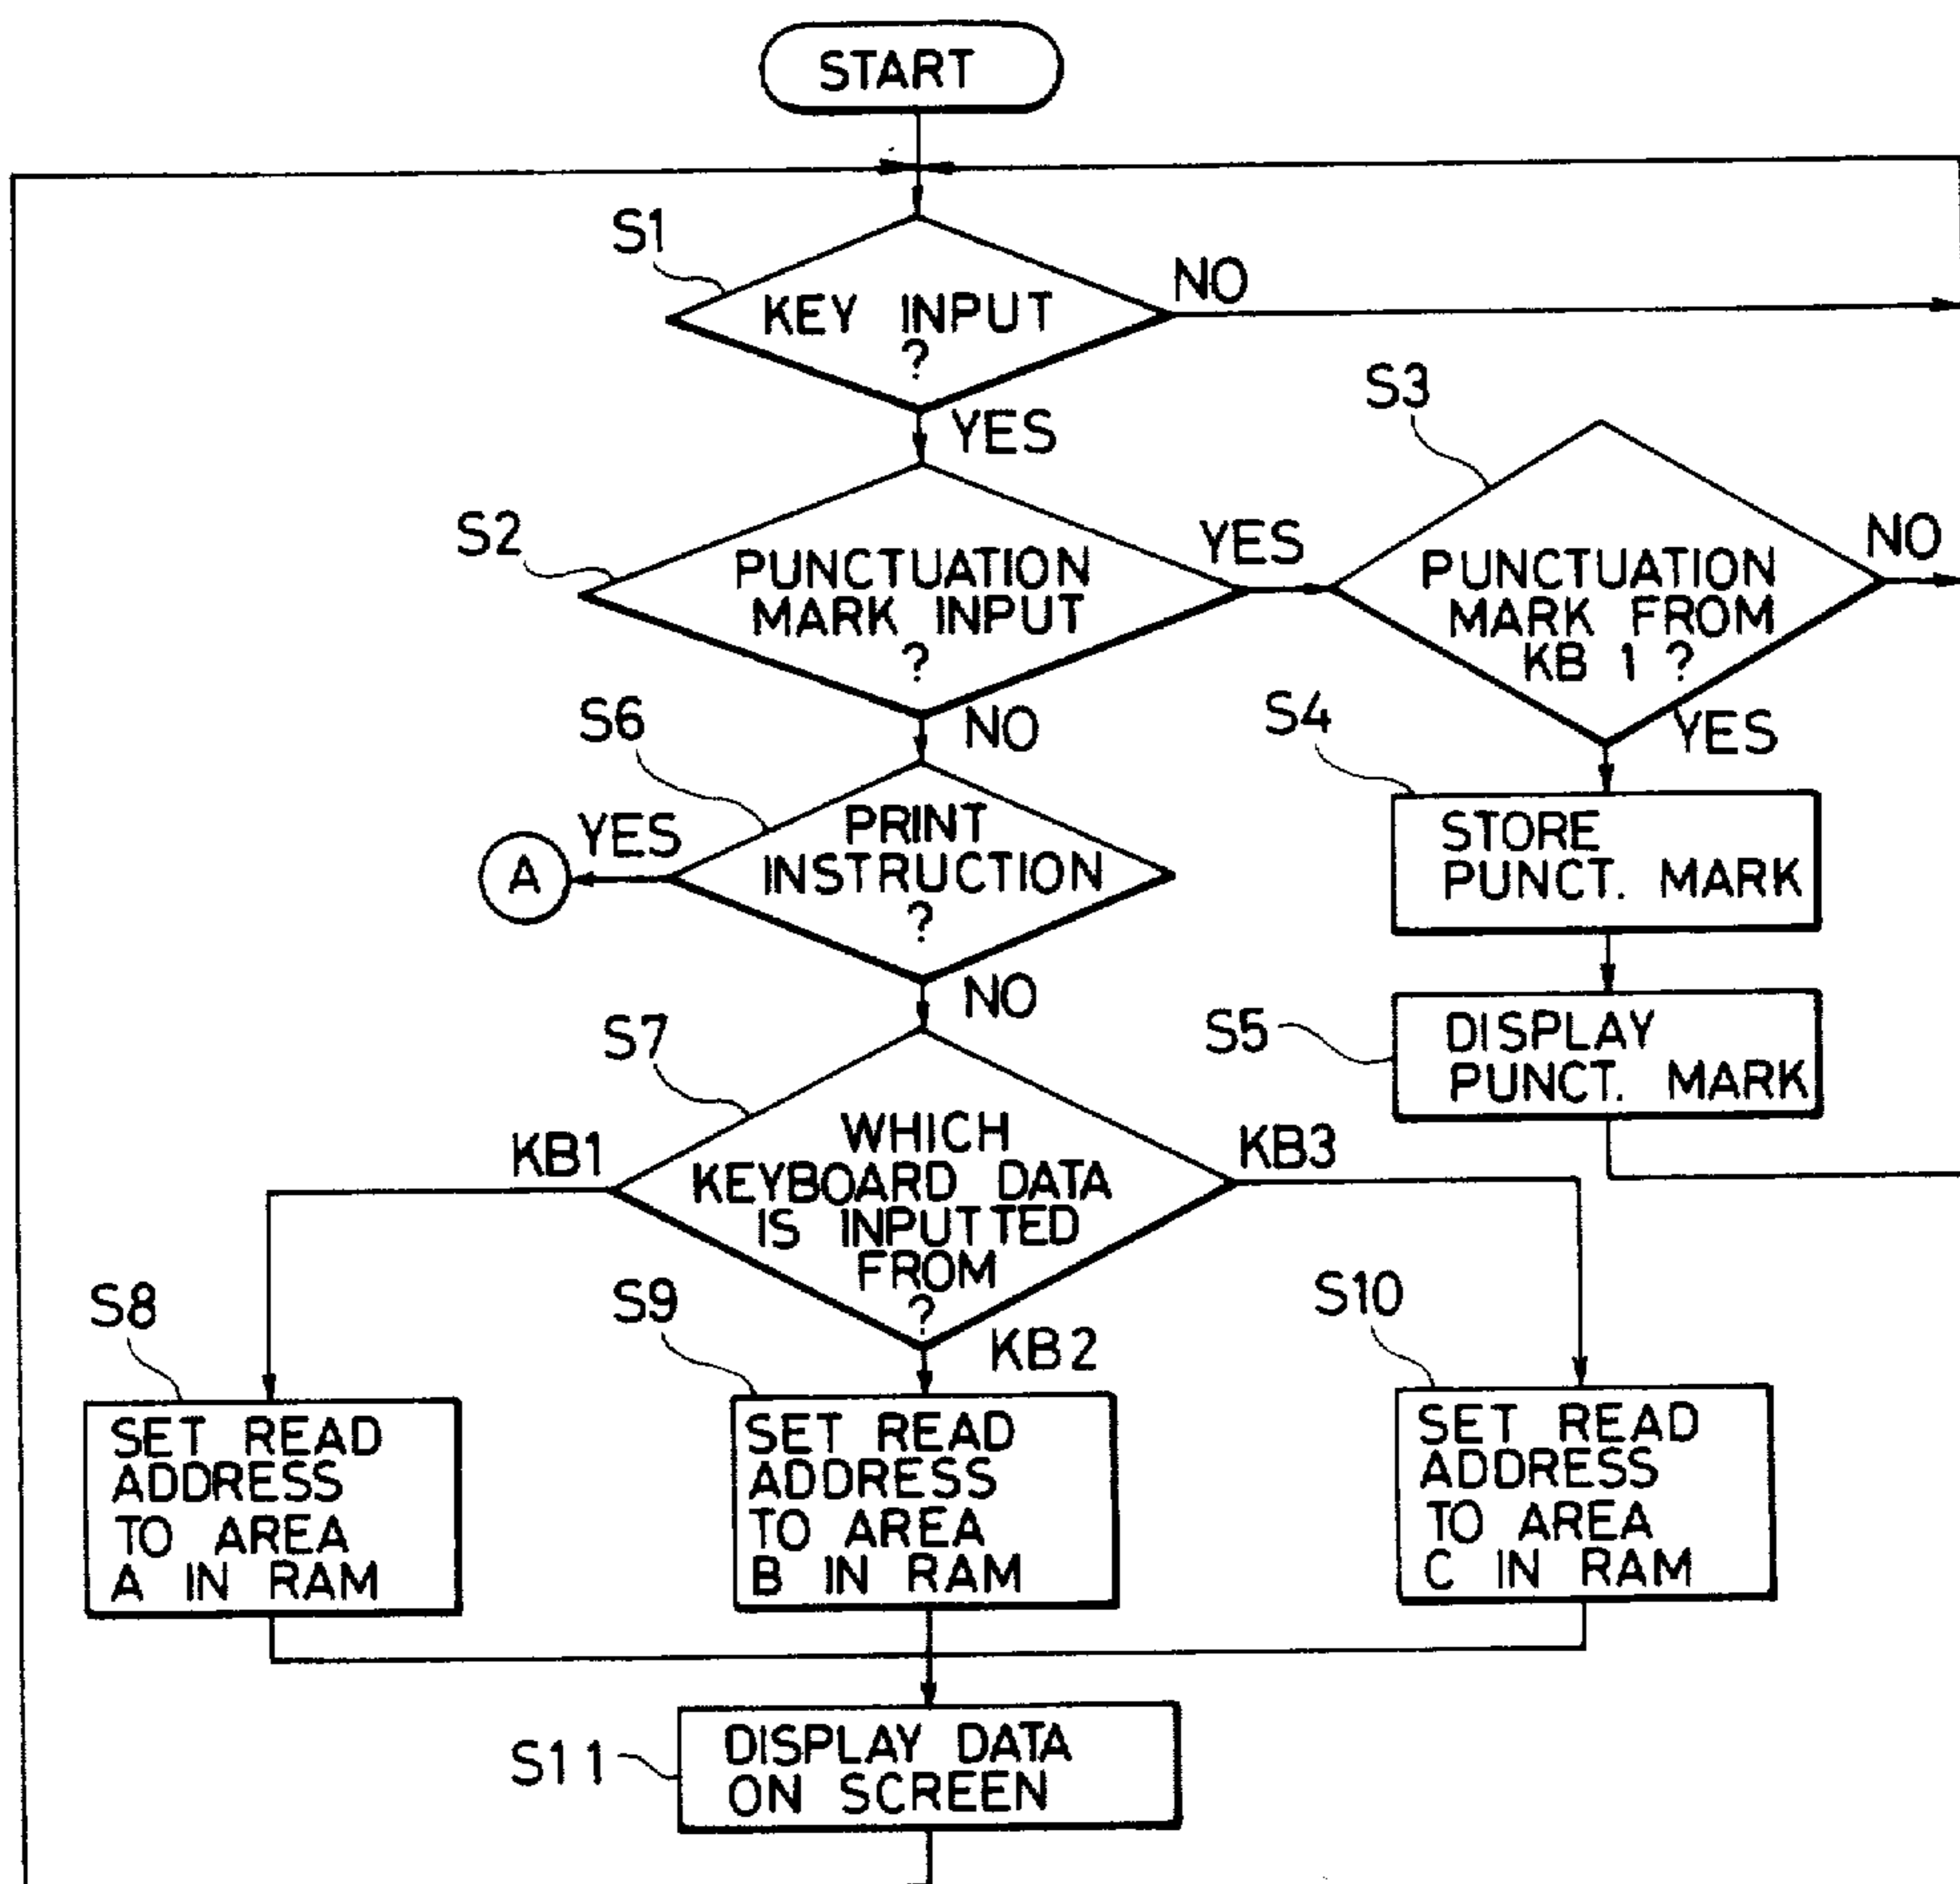 START
S1
KEY INPUT
?
NO
YES
S2
PUNCTUATION
MARK INPUT
?
YES
NO
S3
PUNCTUATION
MARK FROM
KB 1 ?
NO
YES
S4
STORE
PUNCT. MARK
S5
DISPLAY
PUNCT. MARK
S6
PRINT
INSTRUCTION
?
YES
A
NO
S7
WHICH
KEYBOARD DATA
IS INPUTTED
FROM
?
KB1
KB2
KB3
S8
SET READ
ADDRESS
TO AREA
A IN RAM
S9
SET READ
ADDRESS
TO AREA
B IN RAM
S10
SET READ
ADDRESS
TO AREA
C IN RAM
S11
DISPLAY DATA
ON SCREEN